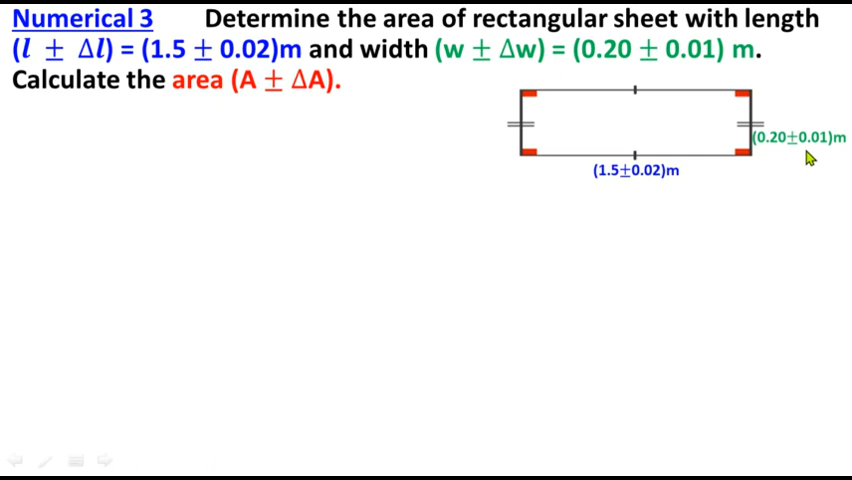 Numerical 3 Determine the area of rectangular sheet with length
(l ± Δl) = (1.5 ± 0.02)m and width (w ± Δw) = (0.20 ± 0.01) m.
Calculate the area (A ± ΔA).
(0.20±0.01)m
(1.5±0.02)m